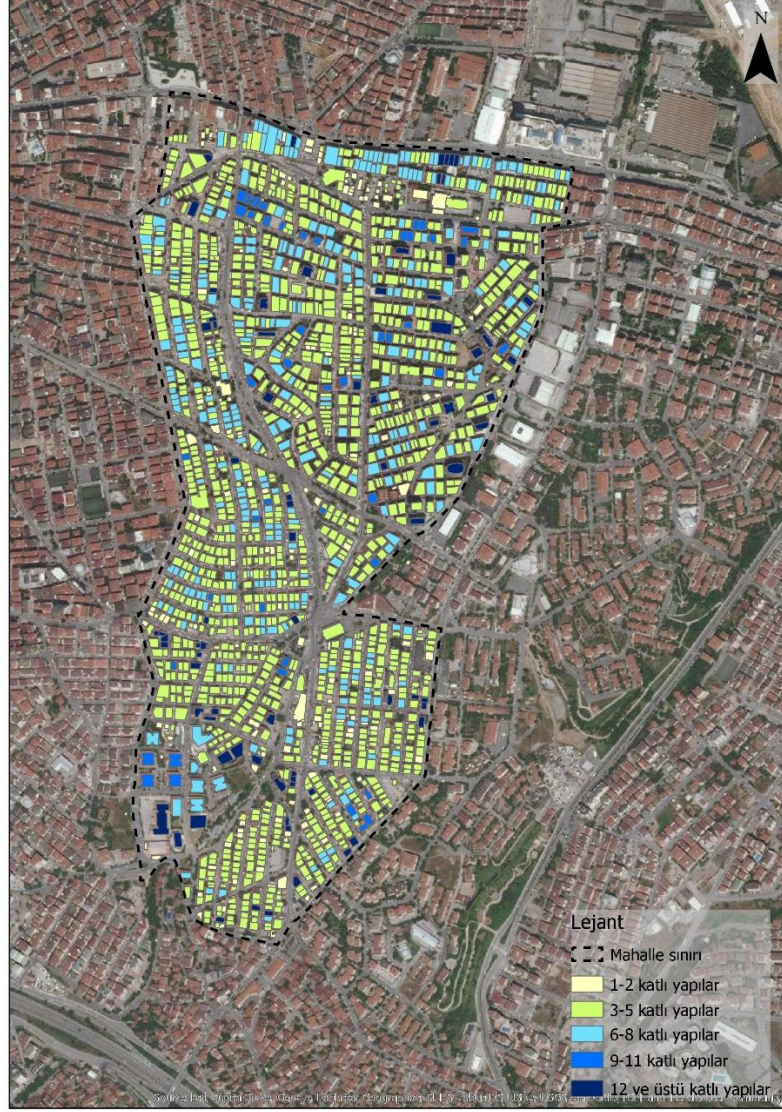 N
Lejant
Mahalle sınırı
1-2 katlı yapılar
3-5 katlı yapılar
6-8 katlı yapılar
9-11 katlı yapılar
12 ve üstü katlı yapılar